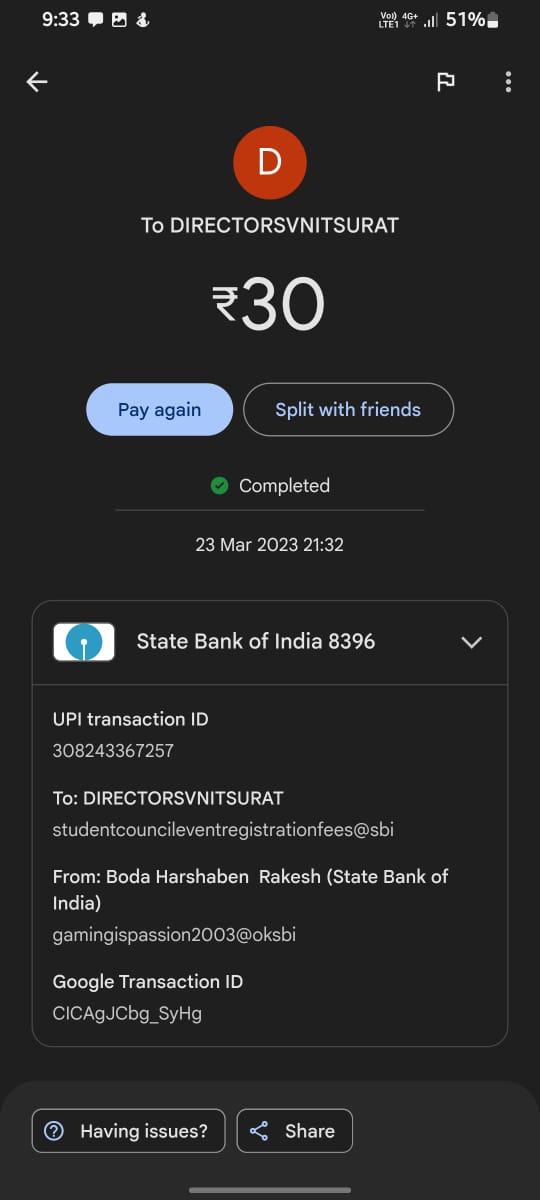 9:33
Vo)) 4G+ 51%
LTE1
D
To DIRECTORSVNITSURAT
₹30
Pay again
Split with friends
Completed
23 Mar 2023 21:32
State Bank of India 8396
UPI transaction ID
308243367257
To: DIRECTORSVNITSURAT
studentcouncileventregistrationfees@sbi
From: Boda Harshaben Rakesh (State Bank of
India)
gamingispassion2003@oksbi
Google Transaction ID
CICAgJCbg_SyHg
Having issues?
Share